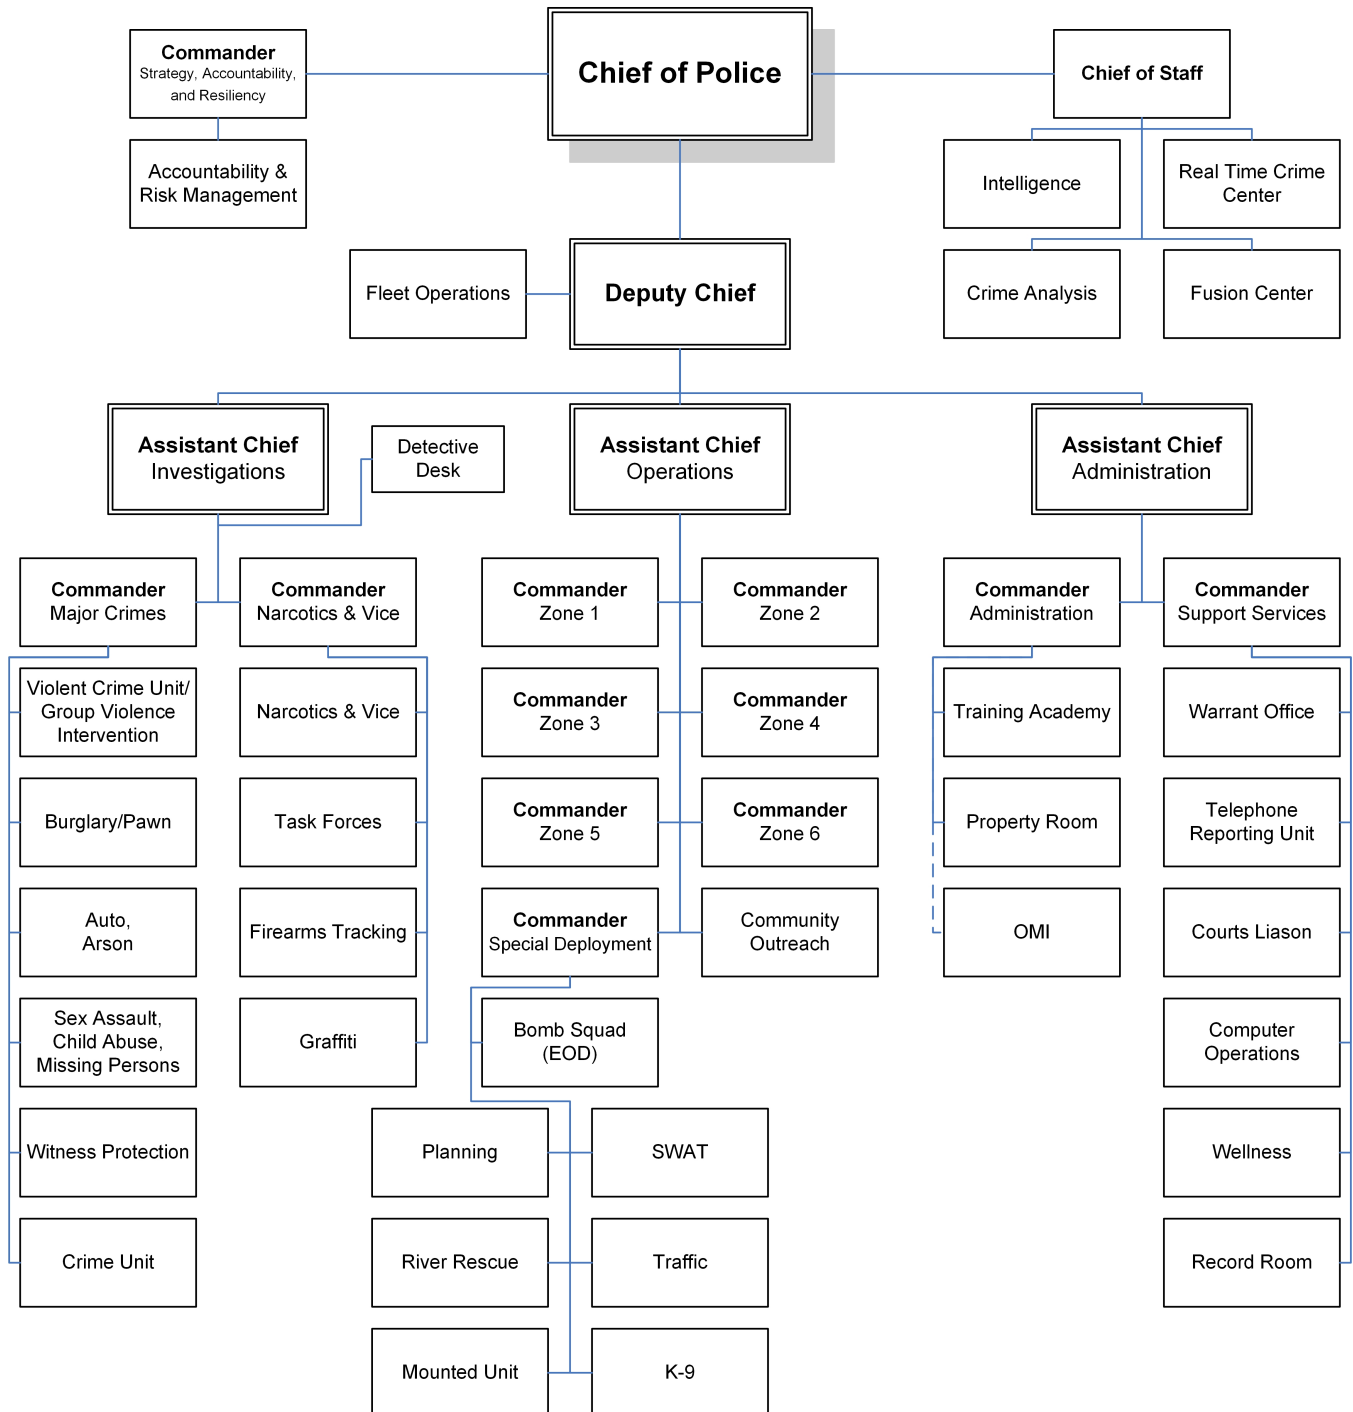 Commander
Strategy, Accountability,
and Resiliency
Chief of Police
Chief of Staff
Accountability &
Risk Management
Intelligence
Real Time Crime
Center
Crime Analysis
Fusion Center
Fleet Operations
Deputy Chief
Assistant Chief
Investigations
Detective
Desk
Assistant Chief
Operations
Assistant Chief
Administration
Commander
Major Crimes
Commander
Narcotics & Vice
Commander
Zone 1
Commander
Zone 2
Commander
Administration
Commander
Support Services
Violent Crime Unit/
Group Violence
Intervention
Narcotics & Vice
Commander
Zone 3
Commander
Zone 4
Training Academy
Warrant Office
Burglary/Pawn
Task Forces
Commander
Zone 5
Commander
Zone 6
Property Room
Telephone
Reporting Unit
Auto,
Arson
Firearms Tracking
Commander
Special Deployment
Community
Outreach
OMI
Courts Liason
Sex Assault,
Child Abuse,
Missing Persons
Graffiti
Bomb Squad
(EOD)
Computer
Operations
Witness Protection
Planning
SWAT
Wellness
Crime Unit
River Rescue
Traffic
Record Room
Mounted Unit
K-9